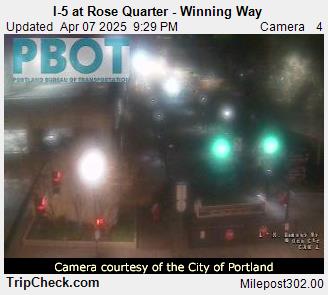 I-5 at Rose Quarter - Winning Way
Updated Apr 07 2025 9:29 PM Camera 4
PBOT
PORTLAND BUREAU OF TRANSPORTATION
Camera courtesy of the City of Portland
TripCheck.com Milepost302.00